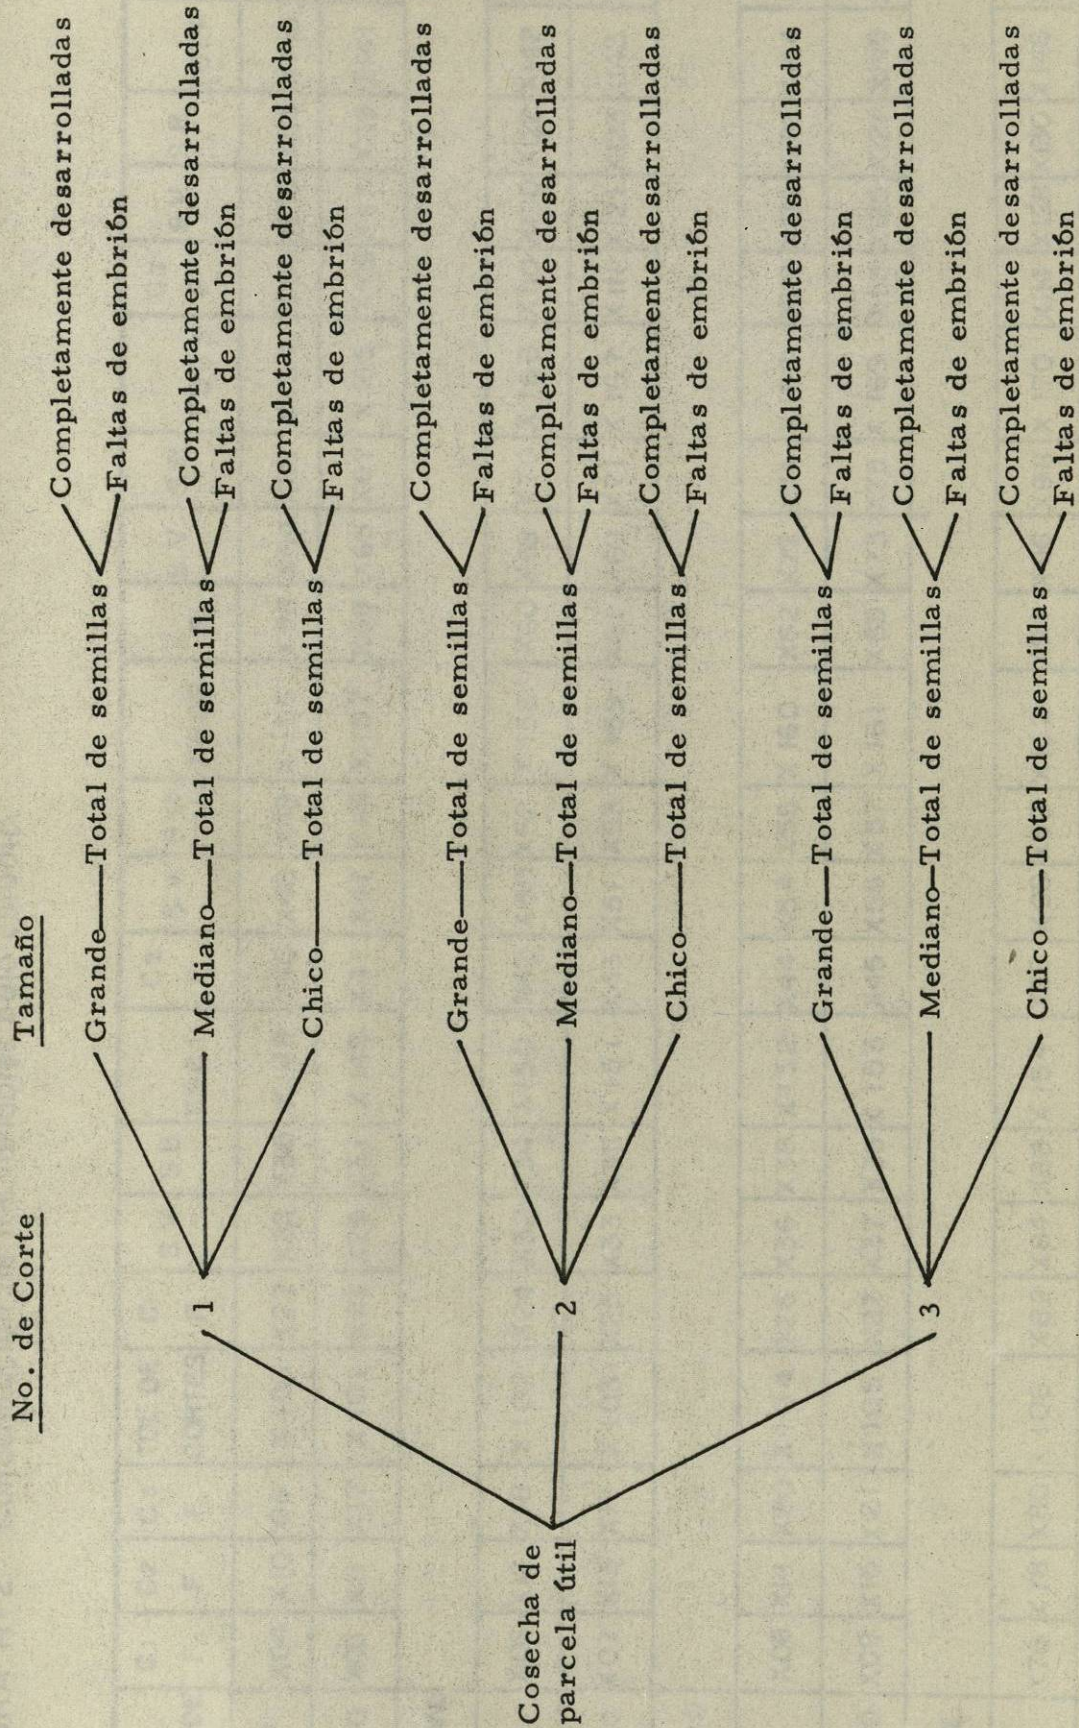 No. de Corte
Tamaño
Cosecha de
parcela útil
1
Grande—Total de semillas
Completamente desarrolladas
Faltas de embrión
Mediano—Total de semillas
Completamente desarrolladas
Faltas de embrión
Chico—Total de semillas
Completamente desarrolladas
Faltas de embrión
2
Grande—Total de semillas
Completamente desarrolladas
Faltas de embrión
Mediano—Total de semillas
Completamente desarrolladas
Faltas de embrión
Chico—Total de semillas
Completamente desarrolladas
Faltas de embrión
3
Grande—Total de semillas
Completamente desarrolladas
Faltas de embrión
Mediano—Total de semillas
Completamente desarrolladas
Faltas de embrión
Chico—Total de semillas
Completamente desarrolladas
Faltas de embrión